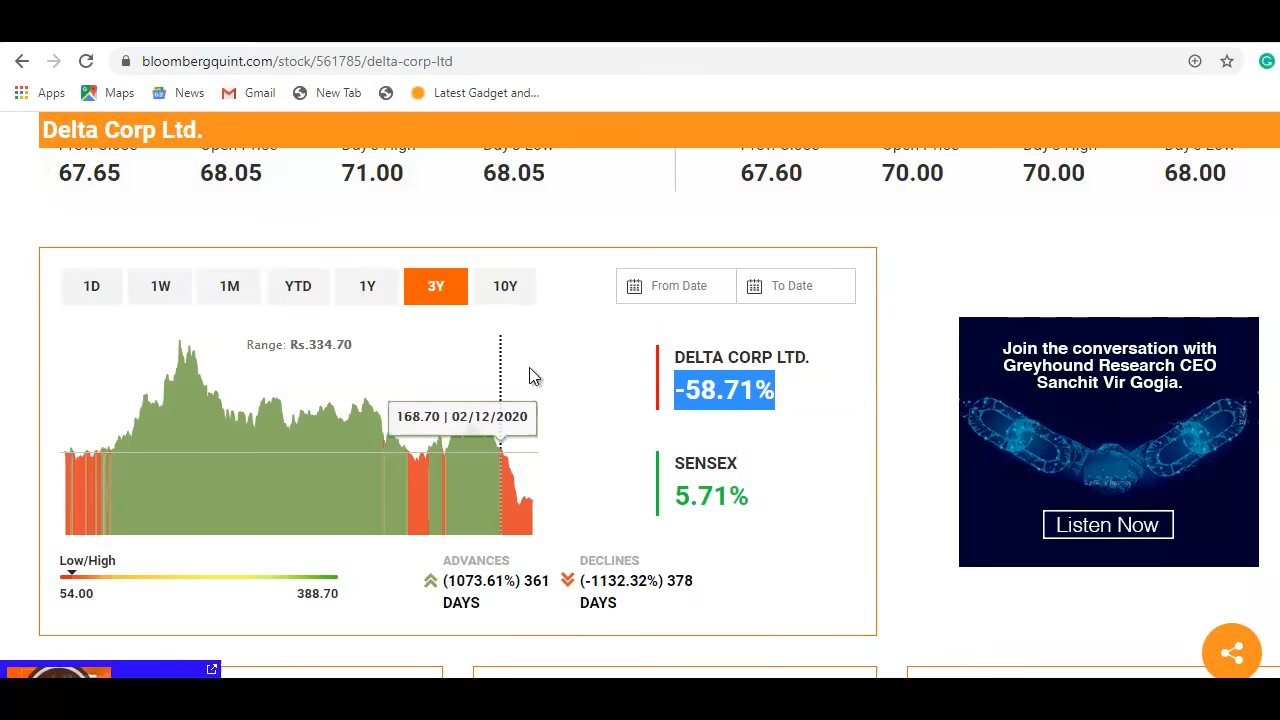 bloombergquint.com/stock/561785/delta-corp-ltd
Apps Maps News Gmail New Tab Latest Gadget and...
Delta Corp Ltd.
67.65 68.05 71.00 68.05 67.60 70.00 70.00 68.00
1D 1W 1M YTD 1Y 3Y 10Y From Date To Date
Range: Rs.334.70
168.70 | 02/12/2020
DELTA CORP LTD.
-58.71%
SENSEX
5.71%
Low/High
54.00 388.70
ADVANCES
(1073.61%) 361
DAYS
DECLINES
(-1132.32%) 378
DAYS
Join the conversation with
Greyhound Research CEO
Sanchit Vir Gogia.
Listen Now